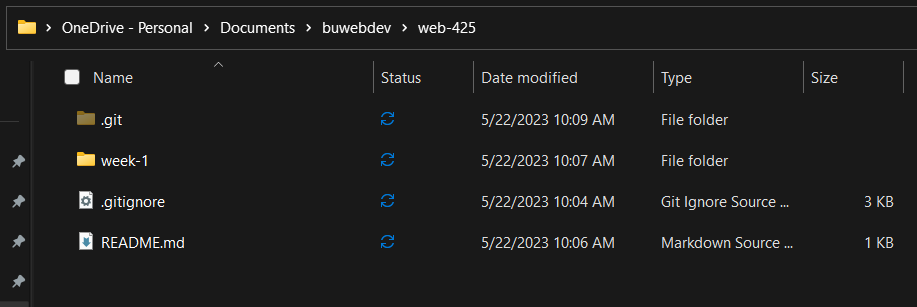 OneDrive - Personal > Documents > buwebdev > web-425
Name Status Date modified Type Size
.git 5/22/2023 10:09 AM File folder
week-1 5/22/2023 10:07 AM File folder
.gitignore 5/22/2023 10:04 AM Git Ignore Source ... 3 KB
README.md 5/22/2023 10:06 AM Markdown Source ... 1 KB